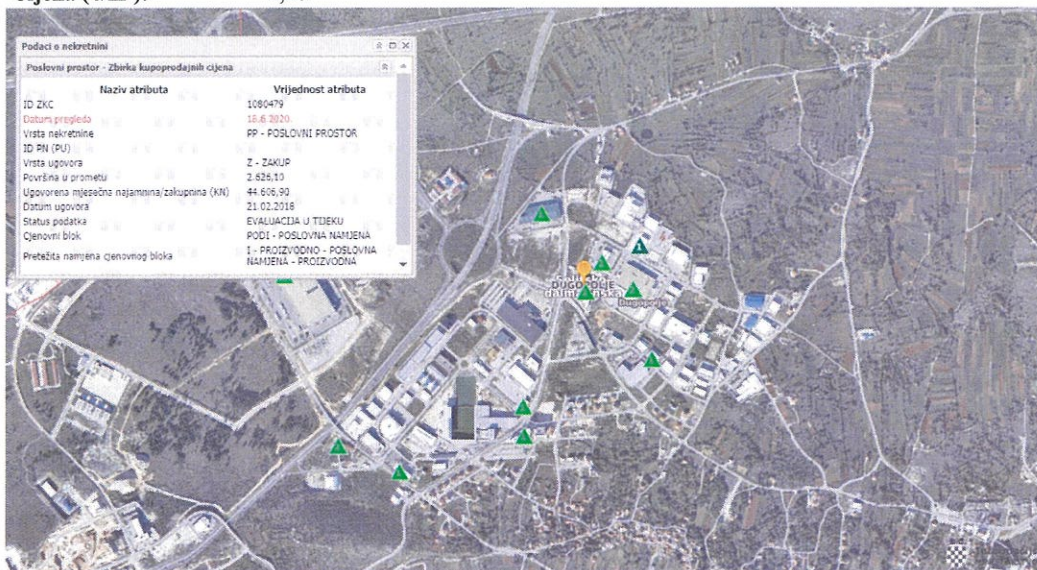 Podaci o nekretnini
Poslovni prostor - Zbirka kupoprodajnih cijena
Naziv atributa Vrijednost atributa
ID ZKC 1080479
Datum pregleda 18.6.2020.
Vrsta nekretnine PP - POSLOVNI PROSTOR
ID PN (PU)
Vrsta ugovora Z - ZAKUP
Površina u prometu 2.626,10
Ugovorena mjesečna najamnina/zakupnina (KN) 44.606,90
Datum ugovora 21.02.2018
Status podatka EVALUACIJA U TIJEKU
Cjenovni blok PODI - POSLOVNA NAMJENA
Pretežita namjena cjenovnog bloka I - PROIZVODNO - POSLOVNA
NAMJENA - PROIZVODNA
1
DUGOPOLJE
Dugopolje